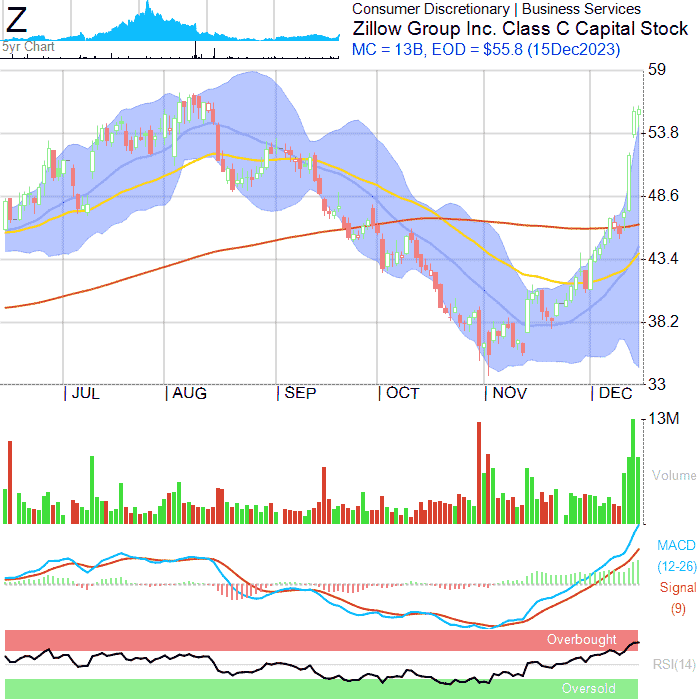 Z
5yr Chart
Consumer Discretionary | Business Services
Zillow Group Inc. Class C Capital Stock
MC = 13B, EOD = $55.8 (15Dec2023)
59
53.8
48.6
43.4
38.2
33
| JUL | AUG | SEP | OCT | NOV | DEC
13M
Volume
MACD
(12-26)
Signal
(9)
Overbought
RSI(14)
Oversold